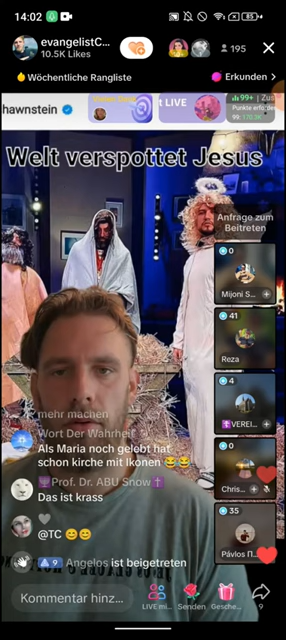 14:02
85
evangelistC...
10.5K Likes
195
Wöchentliche Rangliste
Erkunden >
hawnstein
t LIVE
99+
Welt verspottet Jesus
Anfrage zum
Beitreten
0
Mijoni S...
41
Reza
4
VEREI...
0
Chris...
35
Pávlos Π...
mehr machen
Wort Der Wahrheit
Als Maria noch gelebt hat
schon kirche mit Ikonen 😂😂
Prof. Dr. ABU Snow
Das ist krass
@TC 😊😊
9 Angelos ist beigetreten
Kommentar hinz...
LIVE mi...
Senden
Gesche...
9